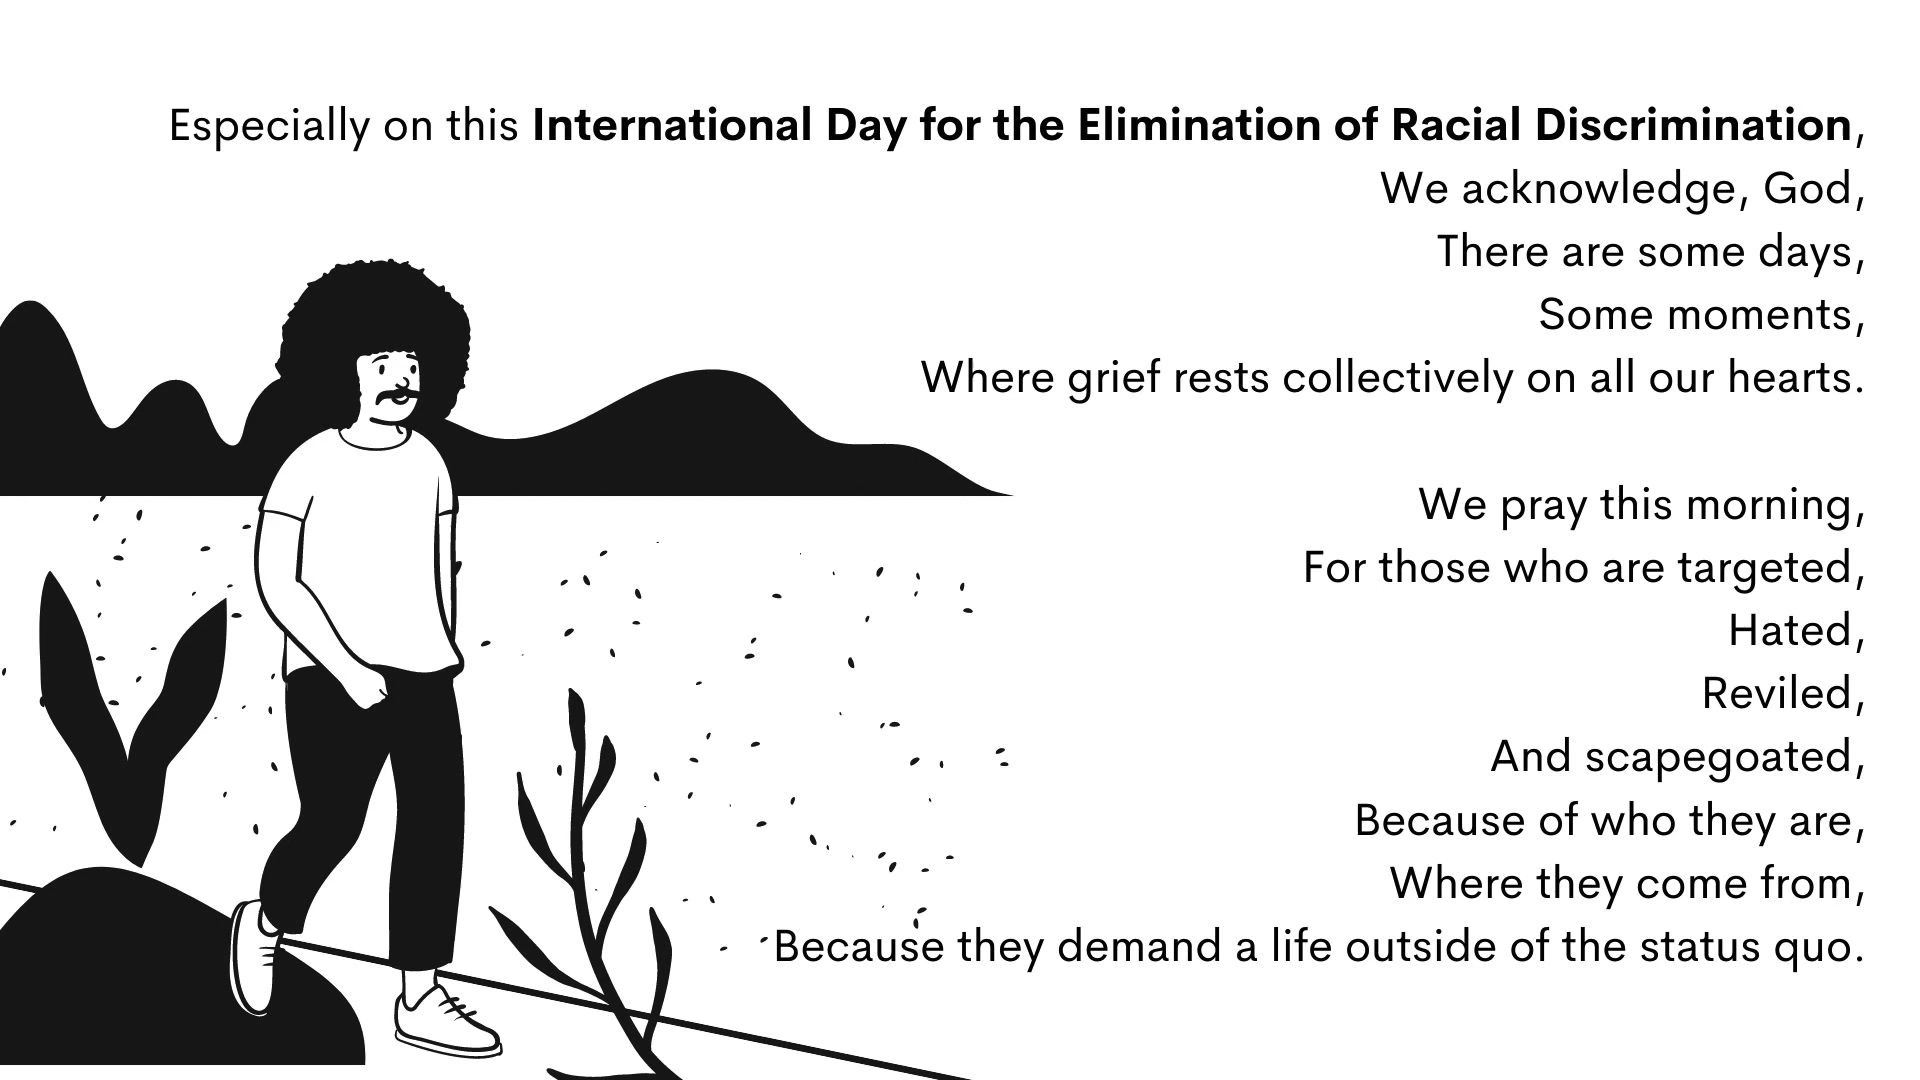 Especially on this International Day for the Elimination of Racial Discrimination,
We acknowledge, God,
There are some days,
Some moments,
Where grief rests collectively on all our hearts.
We pray this morning,
For those who are targeted,
Hated,
Reviled,
And scapegoated,
Because of who they are,
Where they come from,
Because they demand a life outside of the status quo.